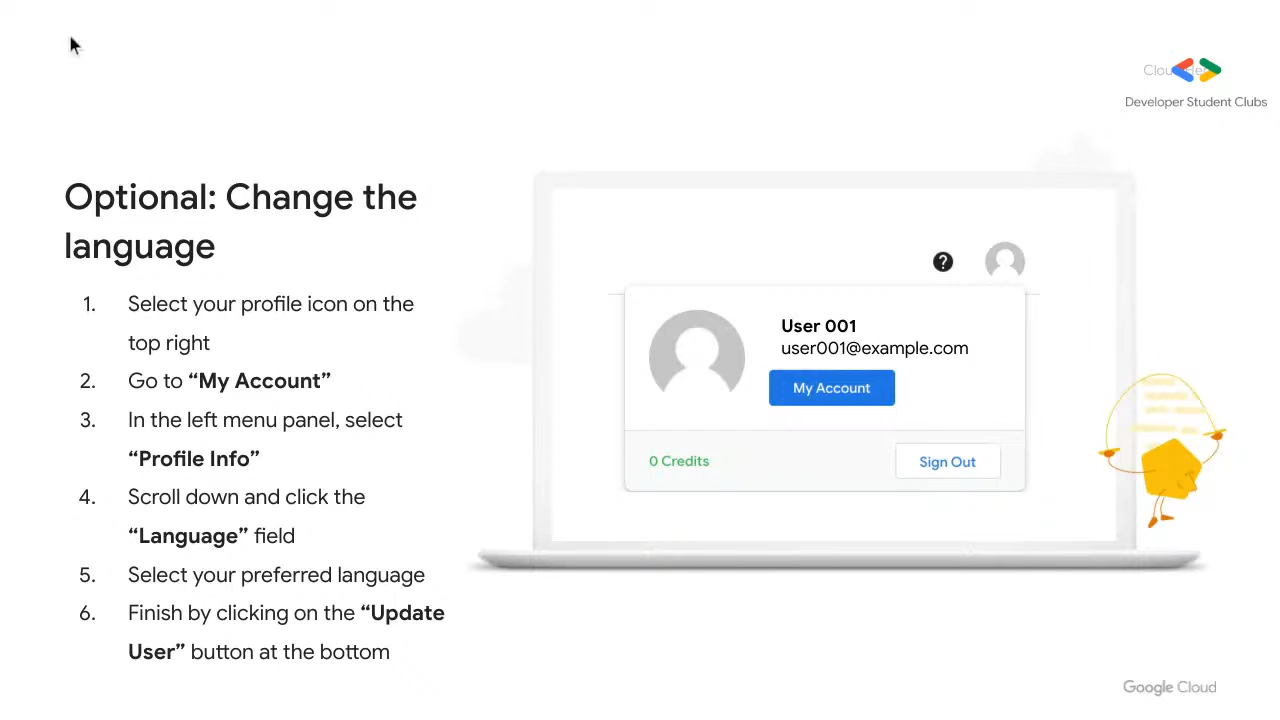 Developer Student Clubs
Optional: Change the
language
1. Select your profile icon on the
top right
2. Go to “My Account”
3. In the left menu panel, select
“Profile Info”
4. Scroll down and click the
“Language” field
5. Select your preferred language
6. Finish by clicking on the “Update
User” button at the bottom
?
User 001
user001@example.com
My Account
0 Credits
Sign Out
Google Cloud